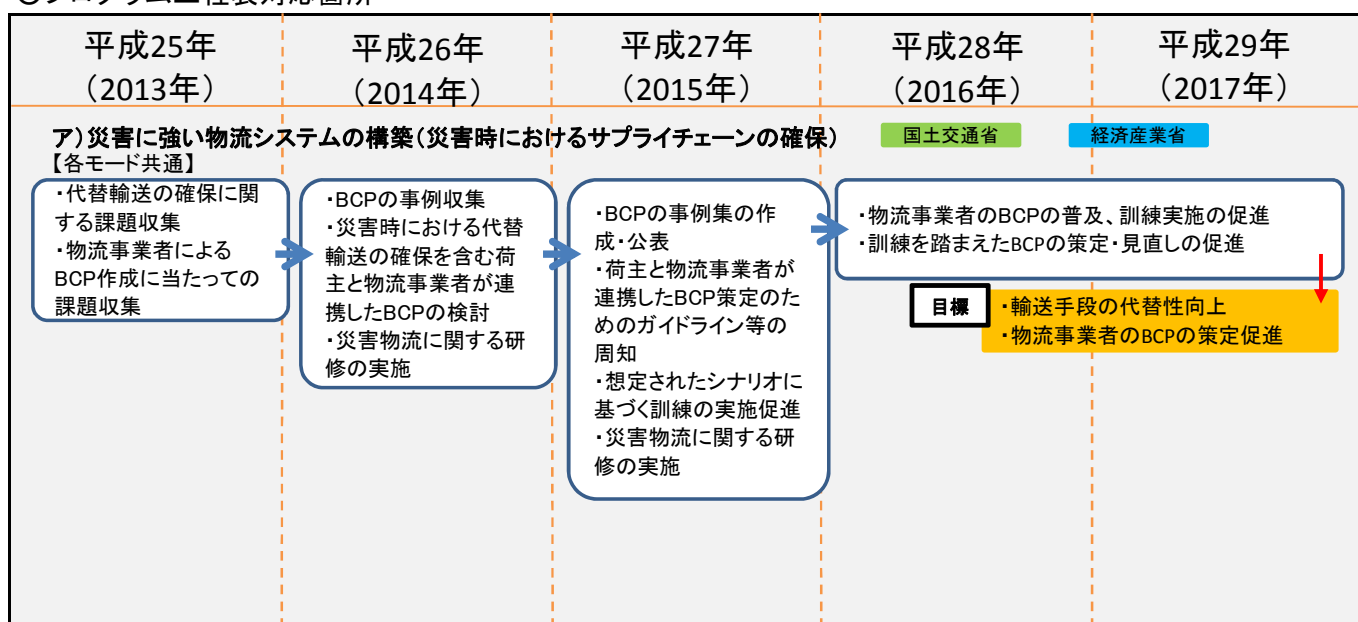 平成25年
（2013年）
平成26年
（2014年）
平成27年
（2015年）
平成28年
（2016年）
平成29年
（2017年）
ア）災害に強い物流システムの構築（災害時におけるサプライチェーンの確保）
国土交通省
経済産業省
【各モード共通】
・代替輸送の確保に関
する課題収集
・物流事業者による
BCP作成に当たっての
課題収集
・BCPの事例収集
・災害時における代替
輸送の確保を含む荷
主と物流事業者が連
携したBCPの検討
・災害物流に関する研
修の実施
・BCPの事例集の作
成・公表
・荷主と物流事業者が
連携したBCP策定のた
めのガイドライン等の
周知
・想定されたシナリオに
基づく訓練の実施促進
・災害物流に関する研
修の実施
・物流事業者のBCPの普及、訓練実施の促進
・訓練を踏まえたBCPの策定・見直しの促進
目標
・輸送手段の代替性向上
・物流事業者のBCPの策定促進